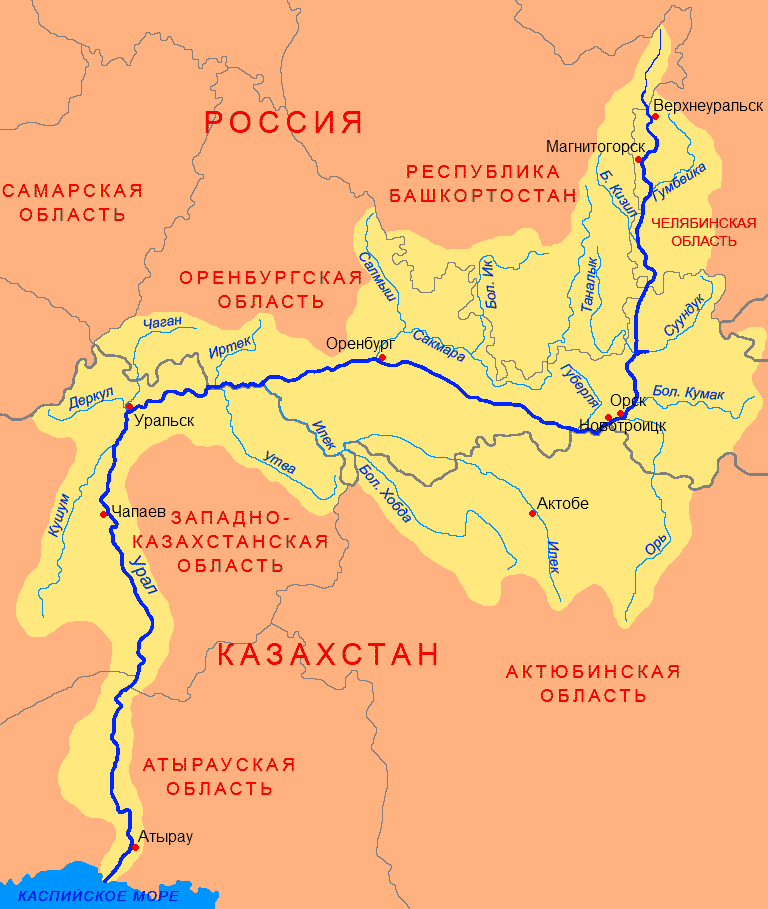 Верхнеуральск
РОССИЯ
Магнитогорск
РЕСПУБЛИКА
БАШКОРТОСТАН
Б. Кизил
Гумбейка
САМАРСКАЯ
ОБЛАСТЬ
ЧЕЛЯБИНСКАЯ
ОБЛАСТЬ
ОРЕНБУРГСКАЯ
ОБЛАСТЬ
Салмыш
Бол. Ик
Таналык
Суундук
Чаган
Иртек
Оренбург
Сакмара
Губерля
Деркул
Уральск
Орск
Бол. Кумак
Новотроицк
Илек
Утва
Бол. Хобда
Кушум
Чапаев
Актобе
ЗАПАДНО-
КАЗАХСТАНСКАЯ
ОБЛАСТЬ
Урал
Илек
Орь
КАЗАХСТАН
АКТЮБИНСКАЯ
ОБЛАСТЬ
АТЫРАУСКАЯ
ОБЛАСТЬ
Атырау
КАСПИЙСКОЕ МОРЕ